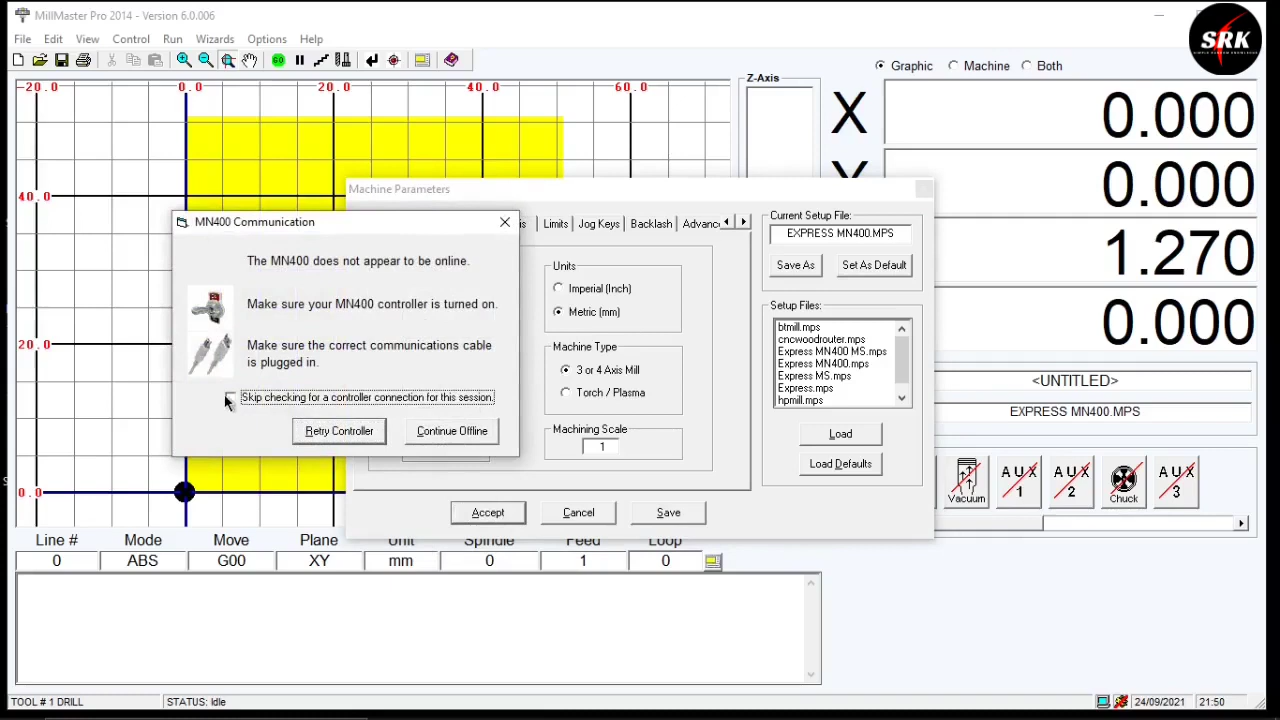 MillMaster Pro 2014 - Version 6.0.006
File Edit View Control Run Wizards Options Help
GO
SRK
-20.0 0.0 20.0 40.0 60.0
Z-Axis
Graphic Machine Both
X 0.000
Y 0.000
1.270
0.000
40.0
20.0
0.0
Machine Parameters
Limits Jog Keys Backlash
Current Setup File:
EXPRESS MN400.MPS
Save As Set As Default
Setup Files:
btmill.mps
cncwoodrouter.mps
Express MN400 MS.mps
Express MN400.mps
Express MS.mps
Express.mps
hpmill.mps
Load
Load Defaults
Units
Imperial (Inch)
Metric (mm)
Machine Type
3 or 4 Axis Mill
Torch / Plasma
Machining Scale
1
Accept Cancel Save
MN400 Communication
The MN400 does not appear to be online.
Make sure your MN400 controller is turned on.
Make sure the correct communications cable
is plugged in.
Skip checking for a controller connection for this session.
Retry Controller Continue Offline
<UNTITLED>
EXPRESS MN400.MPS
Vacuum
AUX 1
AUX 2
Chuck
AUX 3
Line # Mode Move Plane Unit Spindle Feed Loop
0 ABS G00 XY mm 0 1 0
TOOL # 1 DRILL STATUS: Idle 24/09/2021 21:50